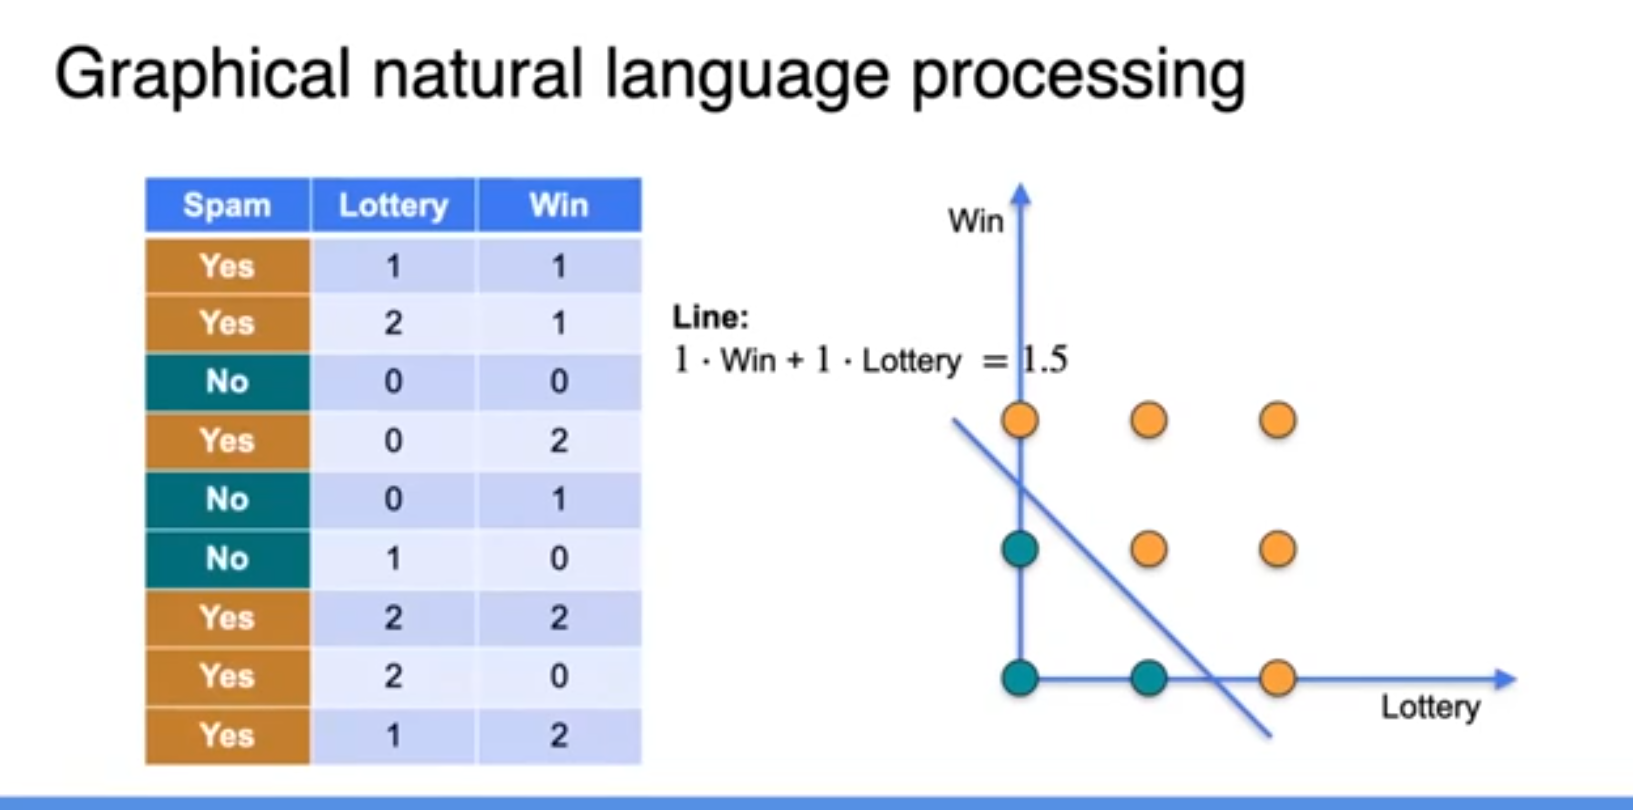 Graphical natural language processing
Spam Lottery Win
Yes 1 1
Yes 2 1
No 0 0
Yes 0 2
No 0 1
No 1 0
Yes 2 2
Yes 2 0
Yes 1 2
Line:
1 · Win + 1 · Lottery = 1.5
Win
Lottery